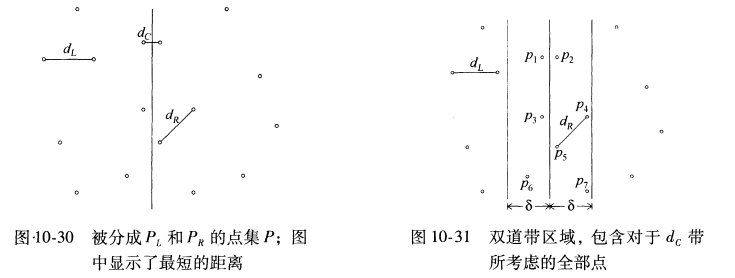 d_C
d_L
d_R
p_1 p_2
d_L
p_4
p_3
d_R
p_5
p_6
p_7
δ δ
图·10-30 被分成 P_L 和 P_R 的点集 P；图
中显示了最短的距离
图 10-31 双道带区域，包含对于 d_C 带
所考虑的全部点